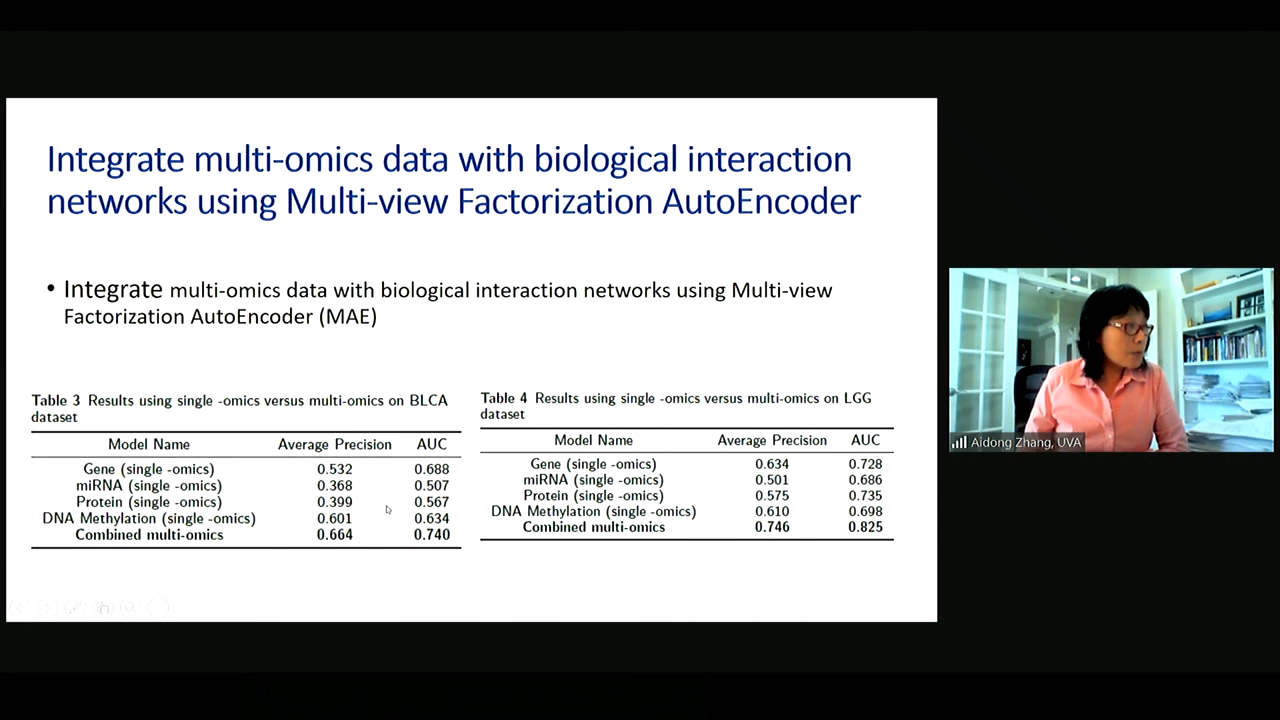 Integrate multi-omics data with biological interaction
networks using Multi-view Factorization AutoEncoder
• Integrate multi-omics data with biological interaction networks using Multi-view
Factorization AutoEncoder (MAE)
Table 3 Results using single -omics versus multi-omics on BLCA
dataset
Model Name Average Precision AUC
Gene (single -omics) 0.532 0.688
miRNA (single -omics) 0.368 0.507
Protein (single -omics) 0.399 0.567
DNA Methylation (single -omics) 0.601 0.634
Combined multi-omics 0.664 0.740
Table 4 Results using single -omics versus multi-omics on LGG
dataset
Model Name Average Precision AUC
Gene (single -omics) 0.634 0.728
miRNA (single -omics) 0.501 0.686
Protein (single -omics) 0.575 0.735
DNA Methylation (single -omics) 0.610 0.698
Combined multi-omics 0.746 0.825
Aidong Zhang, UVA